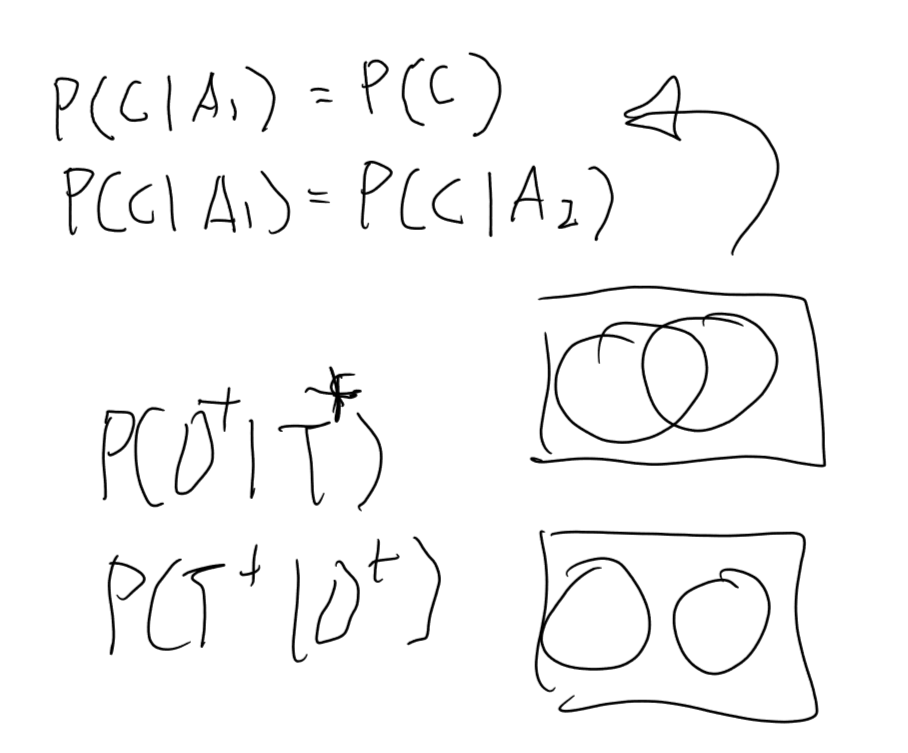 P(C|A₁) = P(C)
P(C|A₁) = P(C|A₂)
P(D⁺|T⁺)
P(T⁺|D⁺)